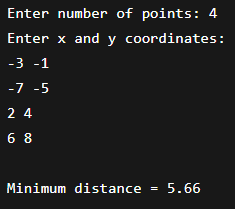 Enter number of points: 4
Enter x and y coordinates:
-3 -1
-7 -5
2 4
6 8
Minimum distance = 5.66